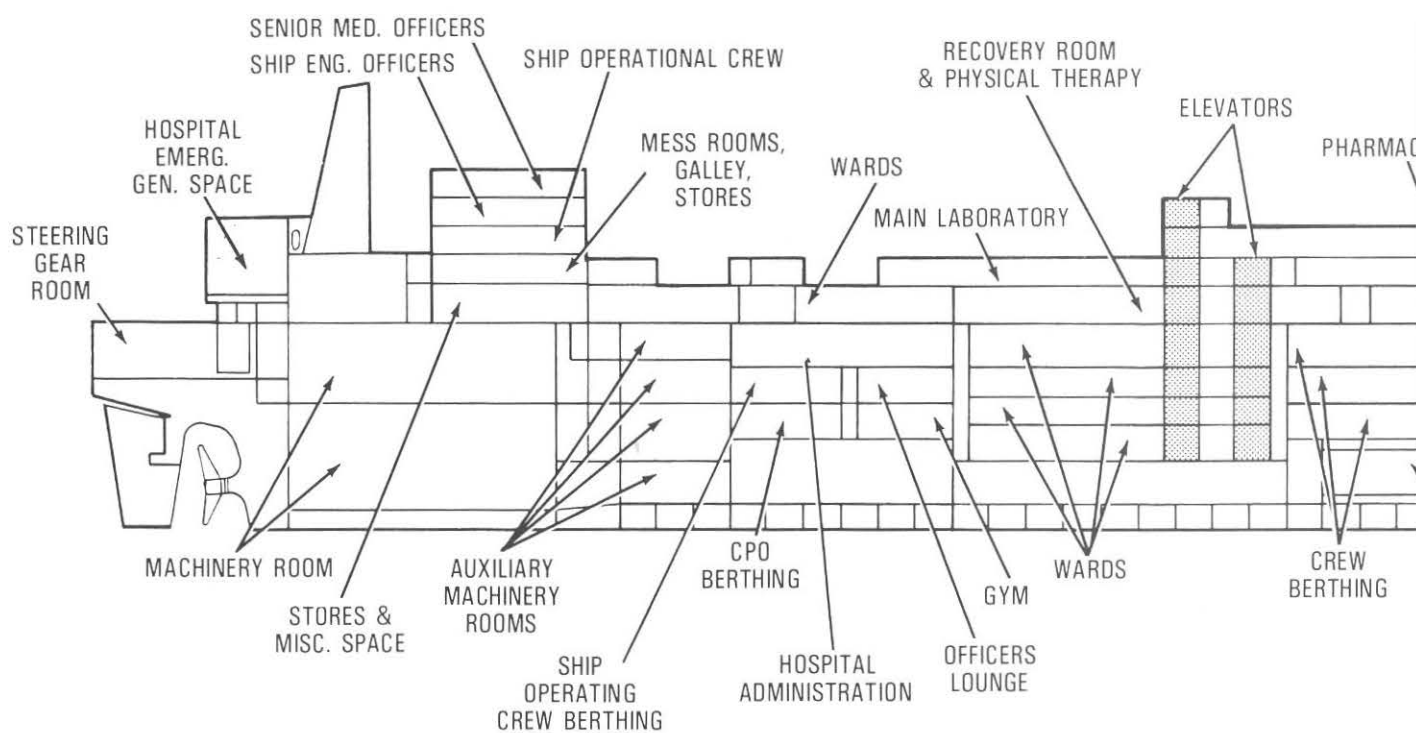 SENIOR MED. OFFICERS
SHIP ENG. OFFICERS
SHIP OPERATIONAL CREW
RECOVERY ROOM
& PHYSICAL THERAPY
ELEVATORS
HOSPITAL
EMERG.
GEN. SPACE
MESS ROOMS,
GALLEY,
STORES
WARDS
PHARMAC
MAIN LABORATORY
STEERING
GEAR
ROOM
MACHINERY ROOM
STORES &
MISC. SPACE
AUXILIARY
MACHINERY
ROOMS
SHIP
OPERATING
CREW BERTHING
CPO
BERTHING
HOSPITAL
ADMINISTRATION
GYM
OFFICERS
LOUNGE
WARDS
CREW
BERTHING